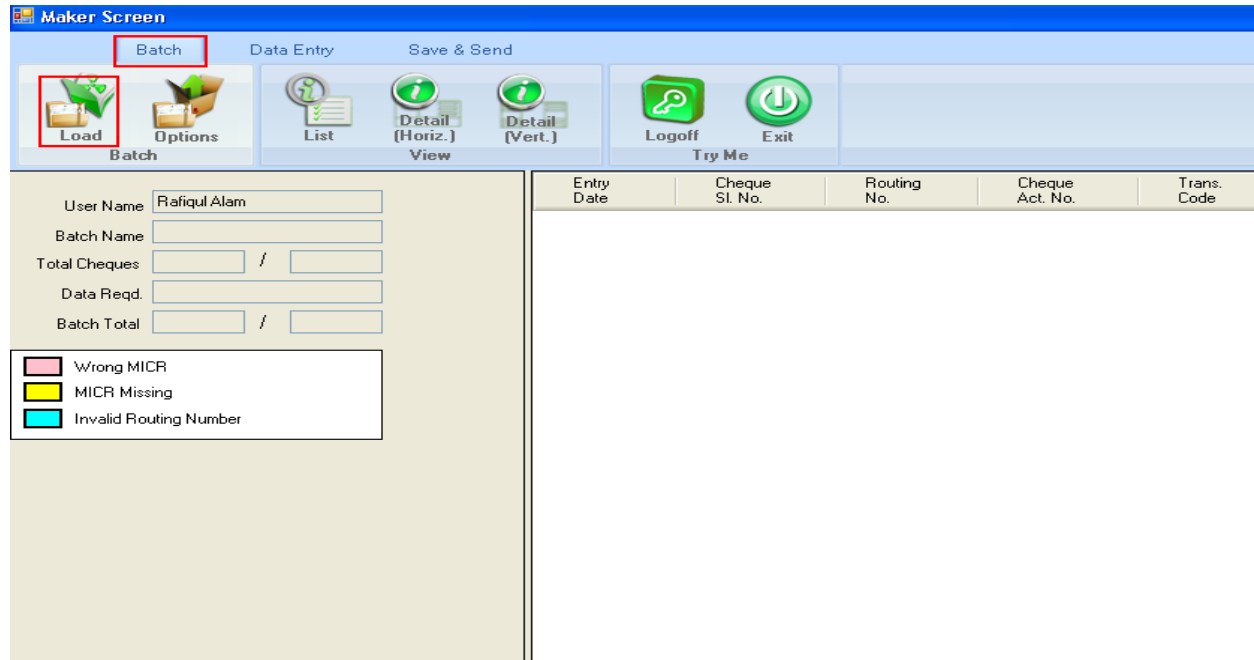 Maker Screen
Batch Data Entry Save & Send
Load Options List Detail (Horiz.) Detail (Vert.) Logoff Exit
Batch View Try Me
User Name Rafiqul Alam
Batch Name
Total Cheques /
Data Reqd.
Batch Total /
Wrong MICR
MICR Missing
Invalid Routing Number
Entry Date Cheque Sl. No. Routing No. Cheque Act. No. Trans. Code